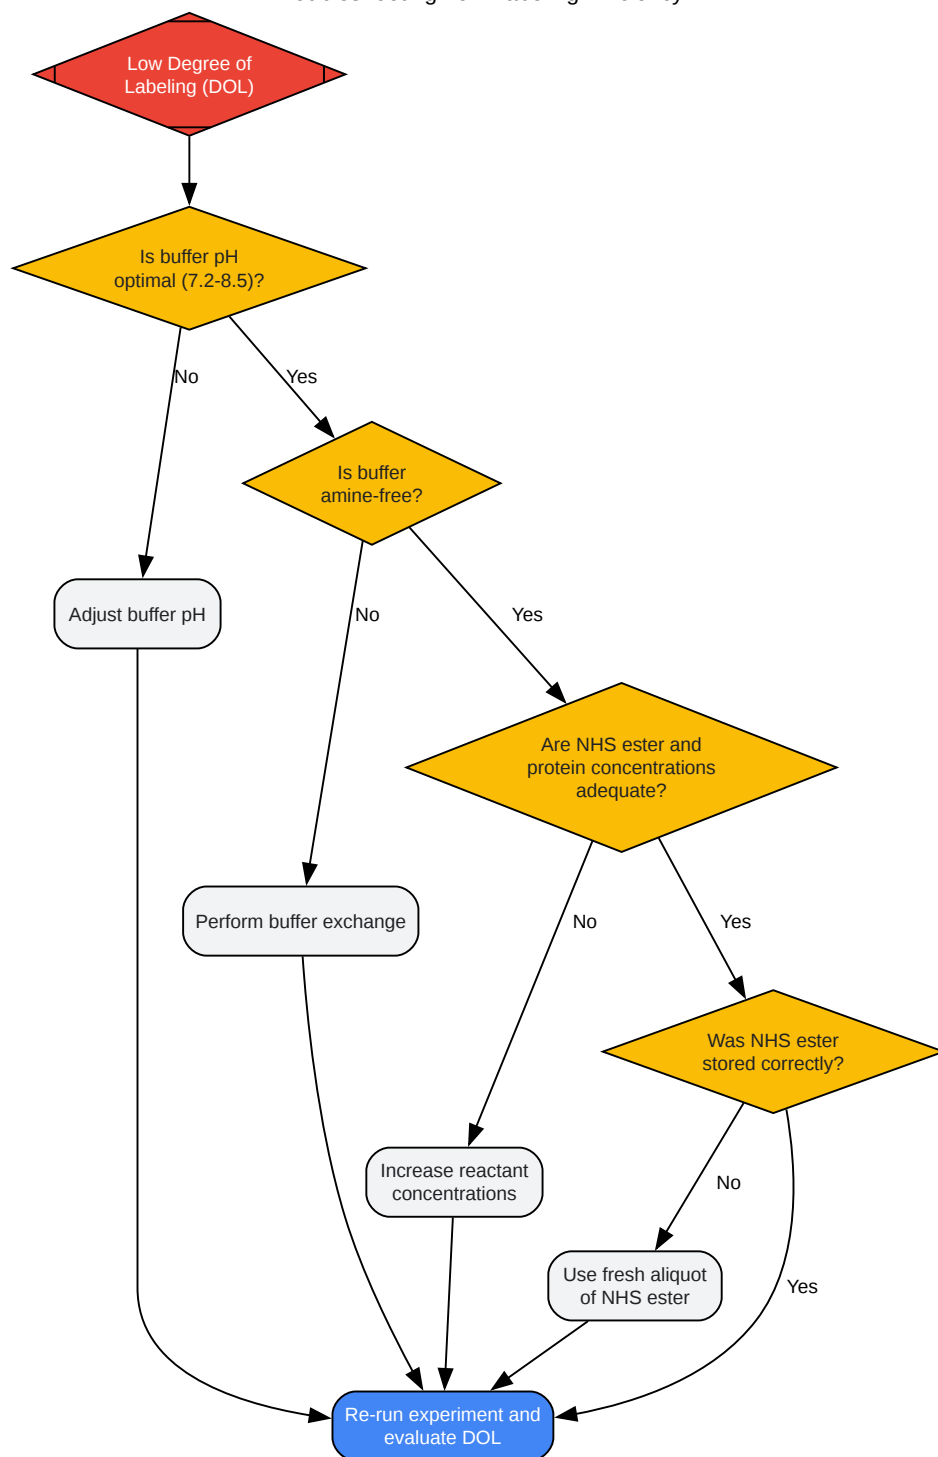 Low Degree of
Labeling (DOL)
Is buffer pH
optimal (7.2-8.5)?
No
Yes
Is buffer
amine-free?
Adjust buffer pH
No
Yes
Are NHS ester and
protein concentrations
adequate?
Perform buffer exchange
No
Yes
Was NHS ester
stored correctly?
Increase reactant
concentrations
No
Use fresh aliquot
of NHS ester
Yes
Re-run experiment and
evaluate DOL